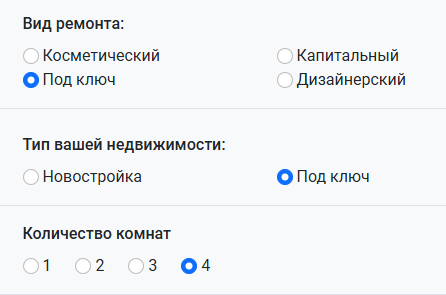 Вид ремонта:
Косметический Капитальный
Под ключ Дизайнерский
Тип вашей недвижимости:
Новостройка Под ключ
Количество комнат
1 2 3 4